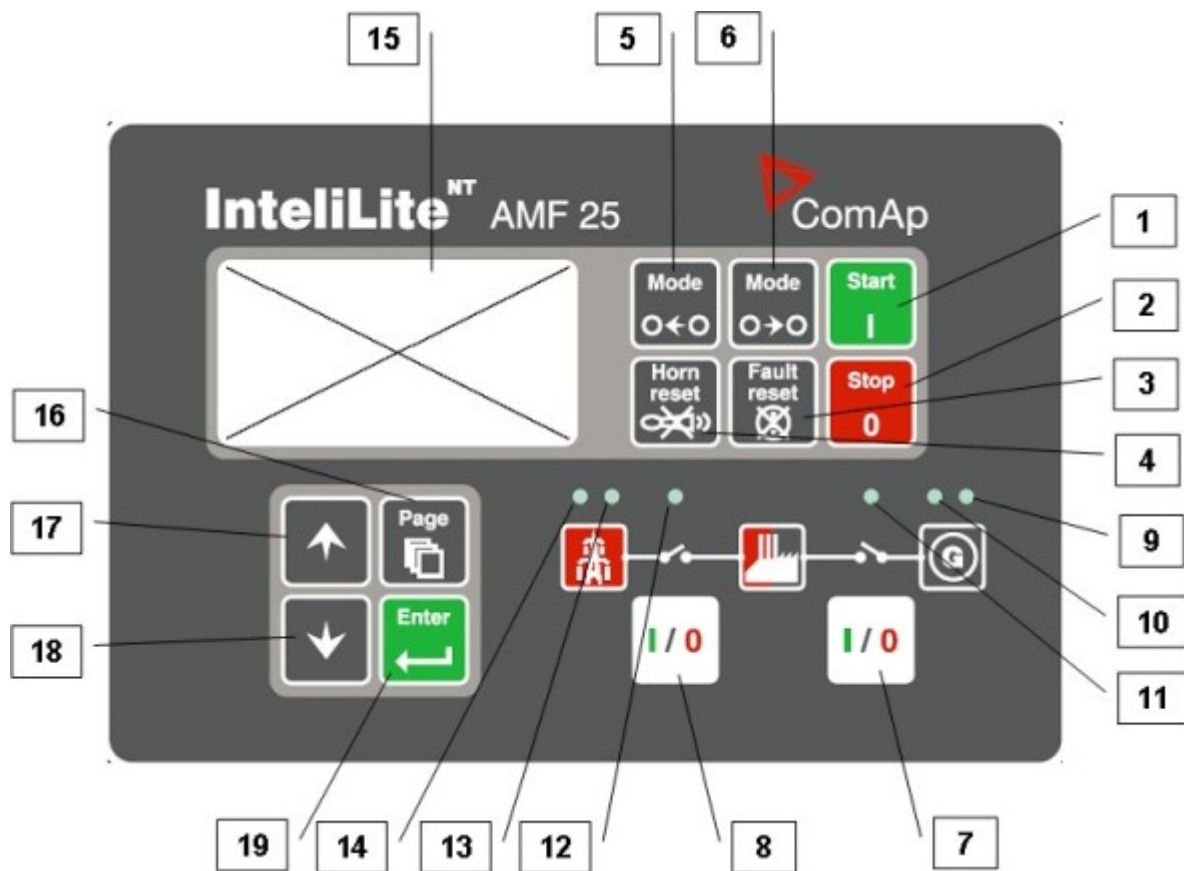 15
5
6
InteliLite NT AMF 25
ComAp
1
Mode
Mode
Start
I
2
Horn
reset
Fault
reset
Stop
0
3
16
4
17
Page
9
18
Enter
10
G
I / 0
I / 0
11
19
14
13
12
8
7